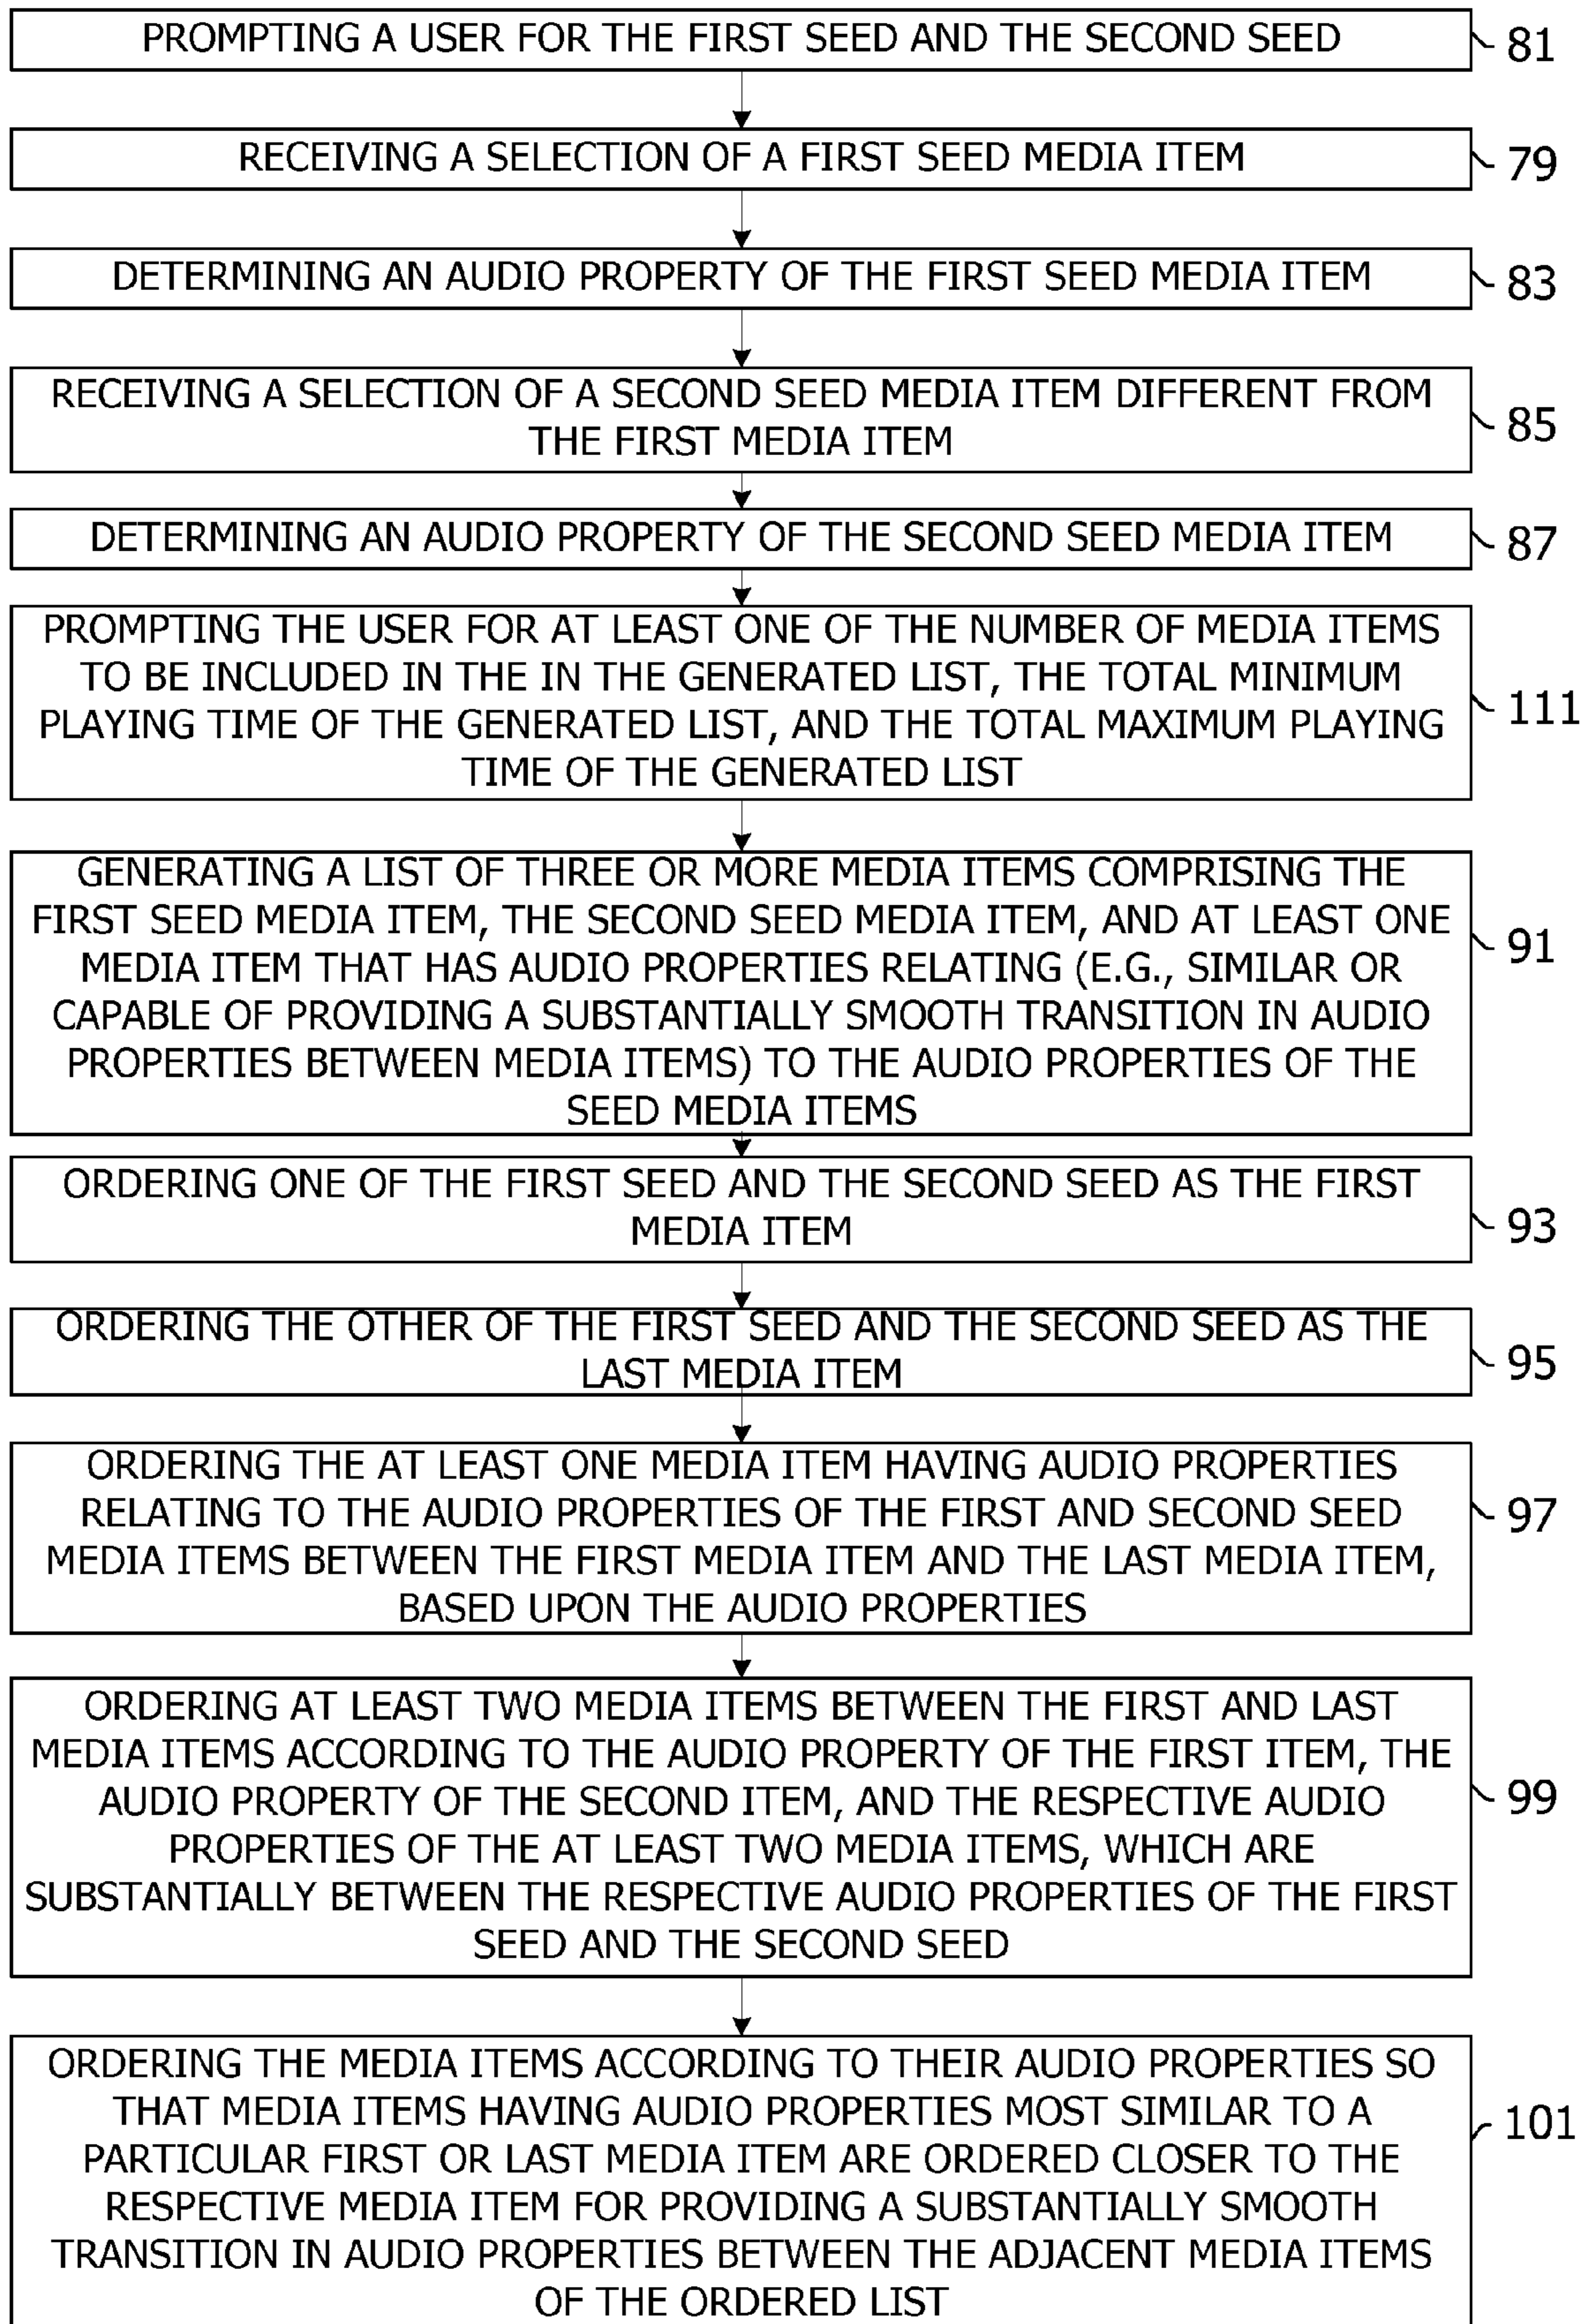 PROMPTING A USER FOR THE FIRST SEED AND THE SECOND SEED
81
RECEIVING A SELECTION OF A FIRST SEED MEDIA ITEM
79
DETERMINING AN AUDIO PROPERTY OF THE FIRST SEED MEDIA ITEM
83
RECEIVING A SELECTION OF A SECOND SEED MEDIA ITEM DIFFERENT FROM
THE FIRST MEDIA ITEM
85
DETERMINING AN AUDIO PROPERTY OF THE SECOND SEED MEDIA ITEM
87
PROMPTING THE USER FOR AT LEAST ONE OF THE NUMBER OF MEDIA ITEMS
TO BE INCLUDED IN THE IN THE GENERATED LIST, THE TOTAL MINIMUM
PLAYING TIME OF THE GENERATED LIST, AND THE TOTAL MAXIMUM PLAYING
TIME OF THE GENERATED LIST
111
GENERATING A LIST OF THREE OR MORE MEDIA ITEMS COMPRISING THE
FIRST SEED MEDIA ITEM, THE SECOND SEED MEDIA ITEM, AND AT LEAST ONE
MEDIA ITEM THAT HAS AUDIO PROPERTIES RELATING (E.G., SIMILAR OR
CAPABLE OF PROVIDING A SUBSTANTIALLY SMOOTH TRANSITION IN AUDIO
PROPERTIES BETWEEN MEDIA ITEMS) TO THE AUDIO PROPERTIES OF THE
SEED MEDIA ITEMS
91
ORDERING ONE OF THE FIRST SEED AND THE SECOND SEED AS THE FIRST
MEDIA ITEM
93
ORDERING THE OTHER OF THE FIRST SEED AND THE SECOND SEED AS THE
LAST MEDIA ITEM
95
ORDERING THE AT LEAST ONE MEDIA ITEM HAVING AUDIO PROPERTIES
RELATING TO THE AUDIO PROPERTIES OF THE FIRST AND SECOND SEED
MEDIA ITEMS BETWEEN THE FIRST MEDIA ITEM AND THE LAST MEDIA ITEM,
BASED UPON THE AUDIO PROPERTIES
97
ORDERING AT LEAST TWO MEDIA ITEMS BETWEEN THE FIRST AND LAST
MEDIA ITEMS ACCORDING TO THE AUDIO PROPERTY OF THE FIRST ITEM, THE
AUDIO PROPERTY OF THE SECOND ITEM, AND THE RESPECTIVE AUDIO
PROPERTIES OF THE AT LEAST TWO MEDIA ITEMS, WHICH ARE
SUBSTANTIALLY BETWEEN THE RESPECTIVE AUDIO PROPERTIES OF THE FIRST
SEED AND THE SECOND SEED
99
ORDERING THE MEDIA ITEMS ACCORDING TO THEIR AUDIO PROPERTIES SO
THAT MEDIA ITEMS HAVING AUDIO PROPERTIES MOST SIMILAR TO A
PARTICULAR FIRST OR LAST MEDIA ITEM ARE ORDERED CLOSER TO THE
RESPECTIVE MEDIA ITEM FOR PROVIDING A SUBSTANTIALLY SMOOTH
TRANSITION IN AUDIO PROPERTIES BETWEEN THE ADJACENT MEDIA ITEMS
OF THE ORDERED LIST
101